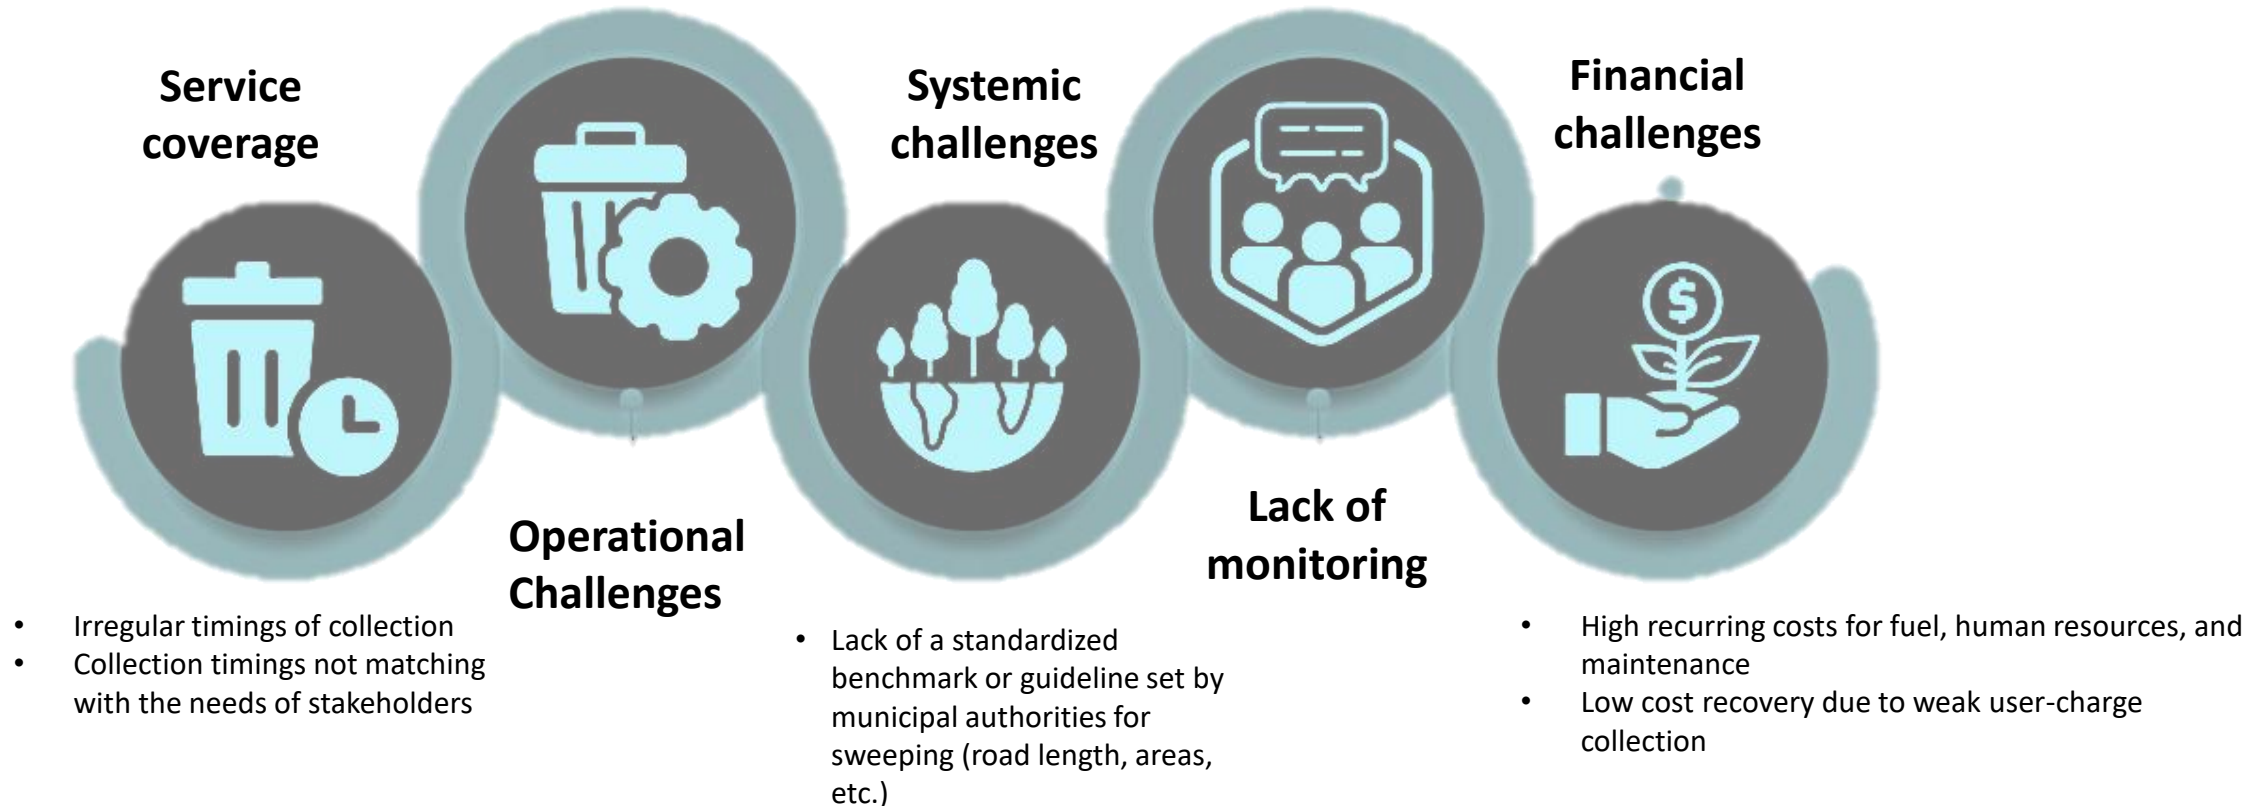 Service
coverage
• Irregular timings of collection
• Collection timings not matching
with the needs of stakeholders
Operational
Challenges
Systemic
challenges
• Lack of a standardized
benchmark or guideline set by
municipal authorities for
sweeping (road length, areas,
etc.)
Lack of
monitoring
Financial
challenges
$
• High recurring costs for fuel, human resources, and
maintenance
• Low cost recovery due to weak user-charge
collection